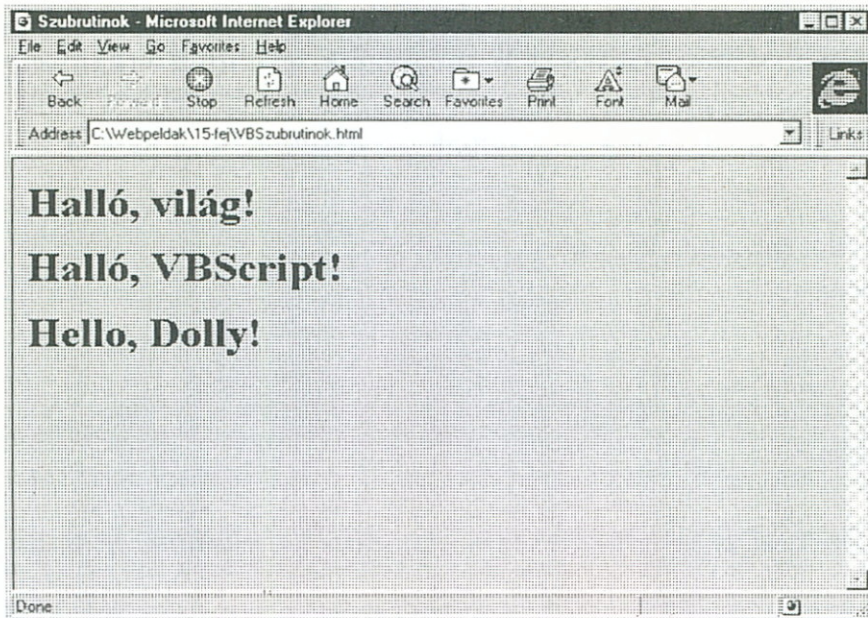 Szubrutinok - Microsoft Internet Explorer
File Edit View Go Favorites Help
Back Forward Stop Refresh Home Search Favorites Print Font Mail
Address C:\Webpeldak\15-fej\VBSzubrutinok.html Links
Halló, világ!
Halló, VBScript!
Hello, Dolly!
Done